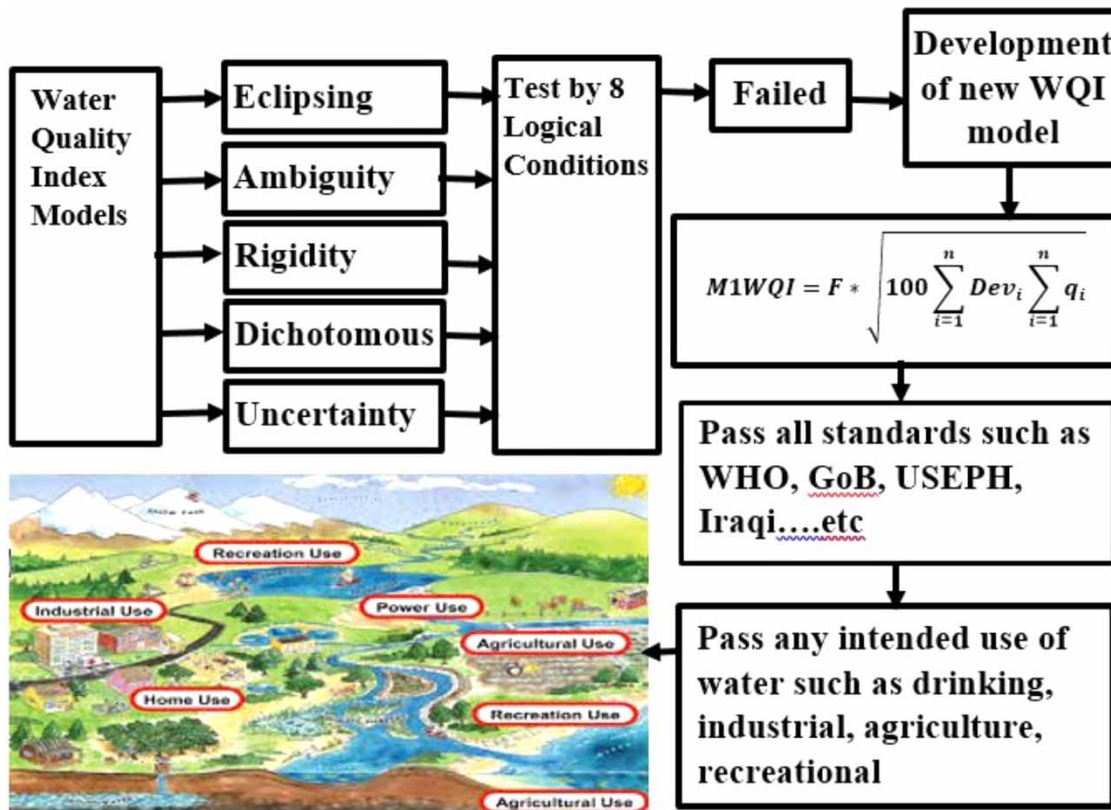 Water
Quality
Index
Models
Eclipsing
Ambiguity
Rigidity
Dichotomous
Uncertainty
Test by 8
Logical
Conditions
Failed
Development
of new WQI
model
M1WQI = F * √(100 ∑_{i=1}^{n} Dev_i ∑_{i=1}^{n} q_i)
Pass all standards such as
WHO, GoB, USEPH,
Iraqi….etc
Pass any intended use of
water such as drinking,
industrial, agriculture,
recreational
Recreation Use
Industrial Use
Power Use
Agricultural Use
Home Use
Recreation Use
Agricultural Use